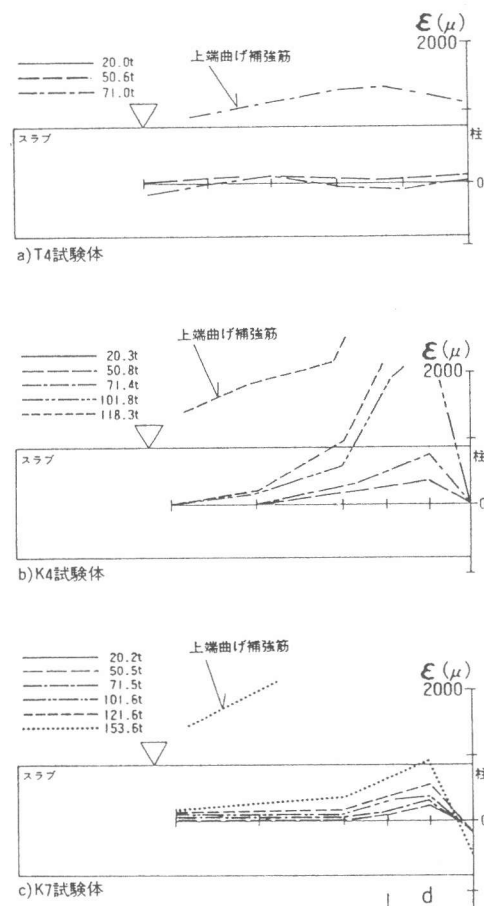 ε(μ)
2000
20.0t
50.6t
71.0t
上端曲げ補強筋
スラブ
柱
0
a)T4試験体
ε(μ)
2000
20.3t
50.8t
71.4t
101.8t
118.3t
上端曲げ補強筋
スラブ
柱
0
b)K4試験体
ε(μ)
2000
20.2t
50.5t
71.5t
101.6t
121.6t
153.6t
上端曲げ補強筋
スラブ
柱
0
c)K7試験体
d